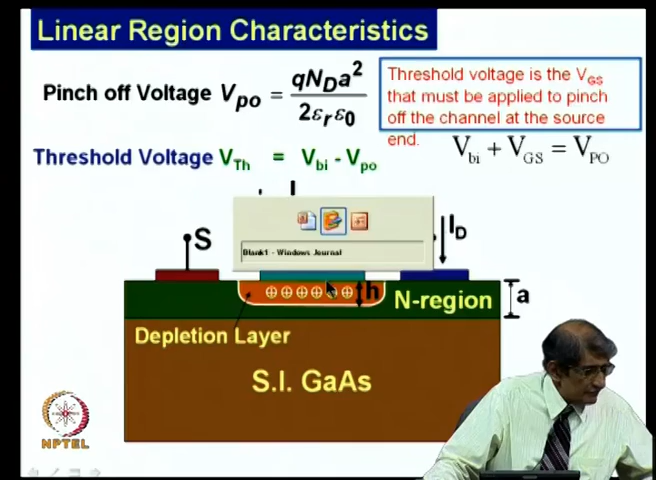 Linear Region Characteristics
Pinch off Voltage V_po = qN_Da² / 2ε_rε_0
Threshold voltage is the V_GS
that must be applied to pinch
off the channel at the source
end.
V_bi + V_GS = V_PO
Threshold Voltage V_Th = V_bi - V_po
S
I_D
Blank1 - Windows Journal
h
N-region
a
Depletion Layer
S.I. GaAs
NPTEL